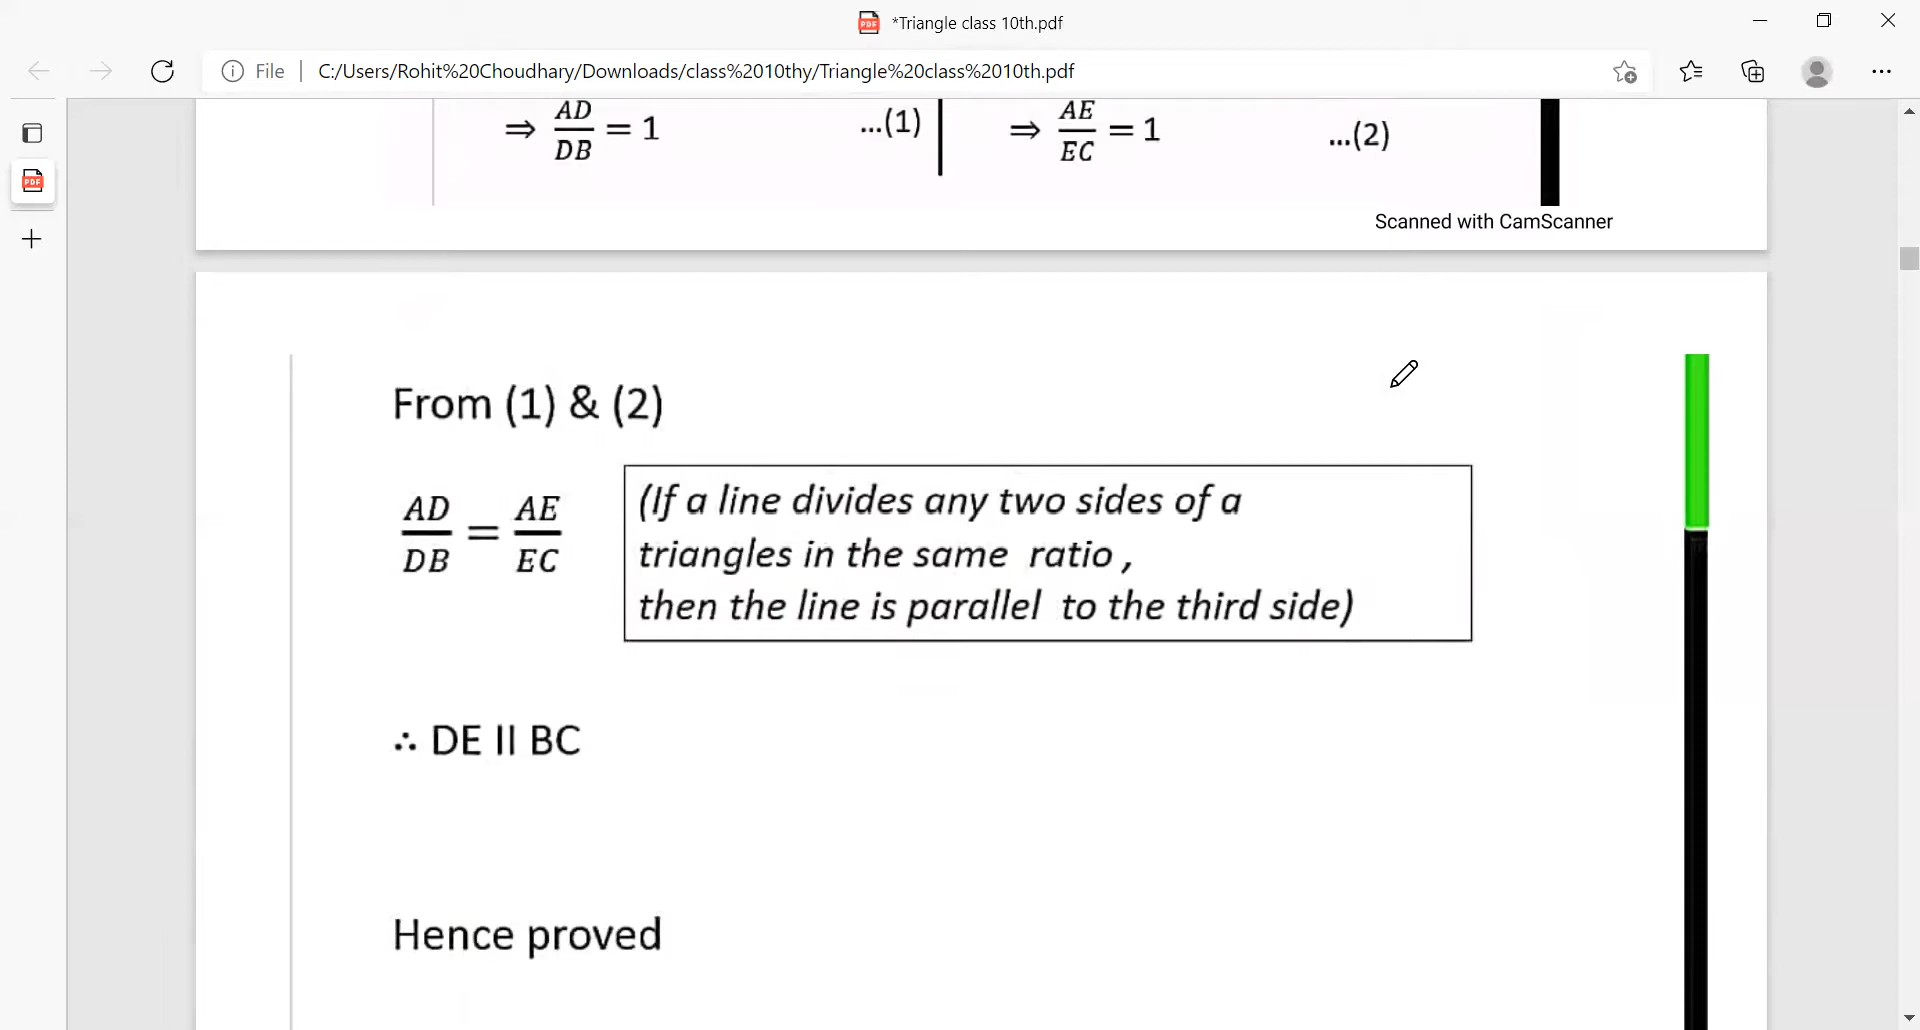 *Triangle class 10th.pdf
File | C:/Users/Rohit%20Choudhary/Downloads/class%2010thy/Triangle%20class%2010th.pdf
⇒ AD/DB = 1 ...(1) ⇒ AE/EC = 1 ...(2)
Scanned with CamScanner
From (1) & (2)
AD/DB = AE/EC
(If a line divides any two sides of a
triangles in the same ratio ,
then the line is parallel to the third side)
∴ DE II BC
Hence proved